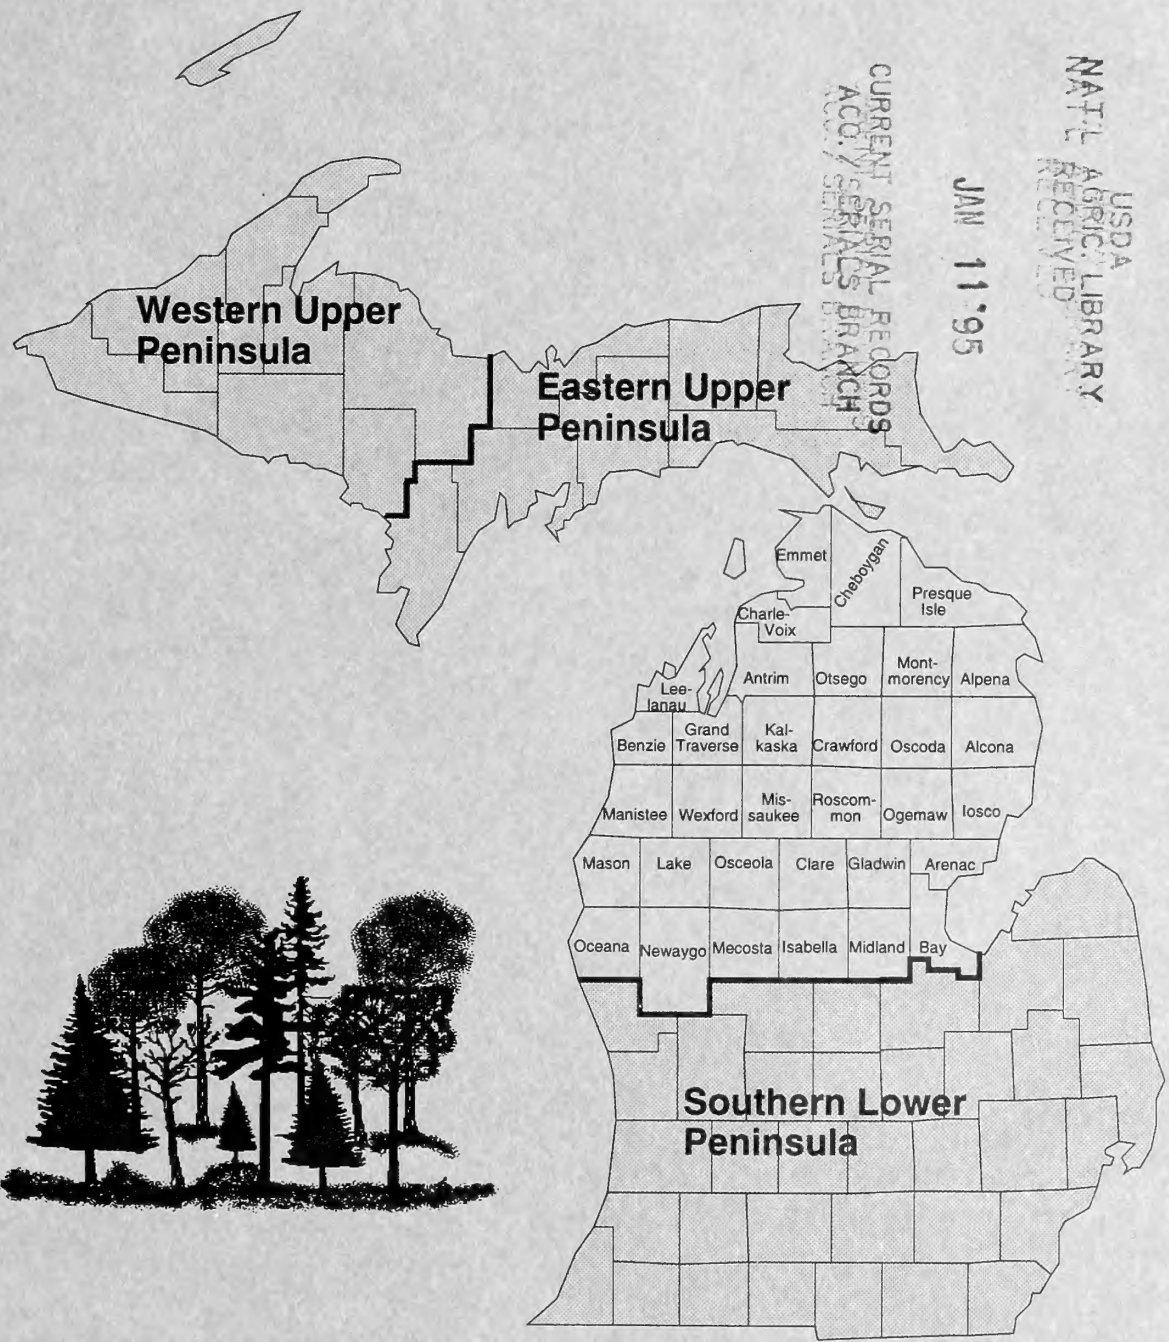 USDA
NAT'L AGRIC. LIBRARY
RECEIVED
JAN 11 '95
CURRENT SERIAL RECORDS
ACQ./SERIALS BRANCH
Western Upper
Peninsula
Eastern Upper
Peninsula
Emmet
Cheboygan
Presque
Isle
Charle-
Voix
Antrim
Otsego
Mont-
morency
Alpena
Lee-
lanau
Benzie
Grand
Traverse
Kal-
kaska
Crawford
Oscoda
Alcona
Manistee
Wexford
Mis-
saukee
Roscom-
mon
Ogemaw
Iosco
Mason
Lake
Osceola
Clare
Gladwin
Arenac
Oceana
Newaygo
Mecosta
Isabella
Midland
Bay
Southern Lower
Peninsula